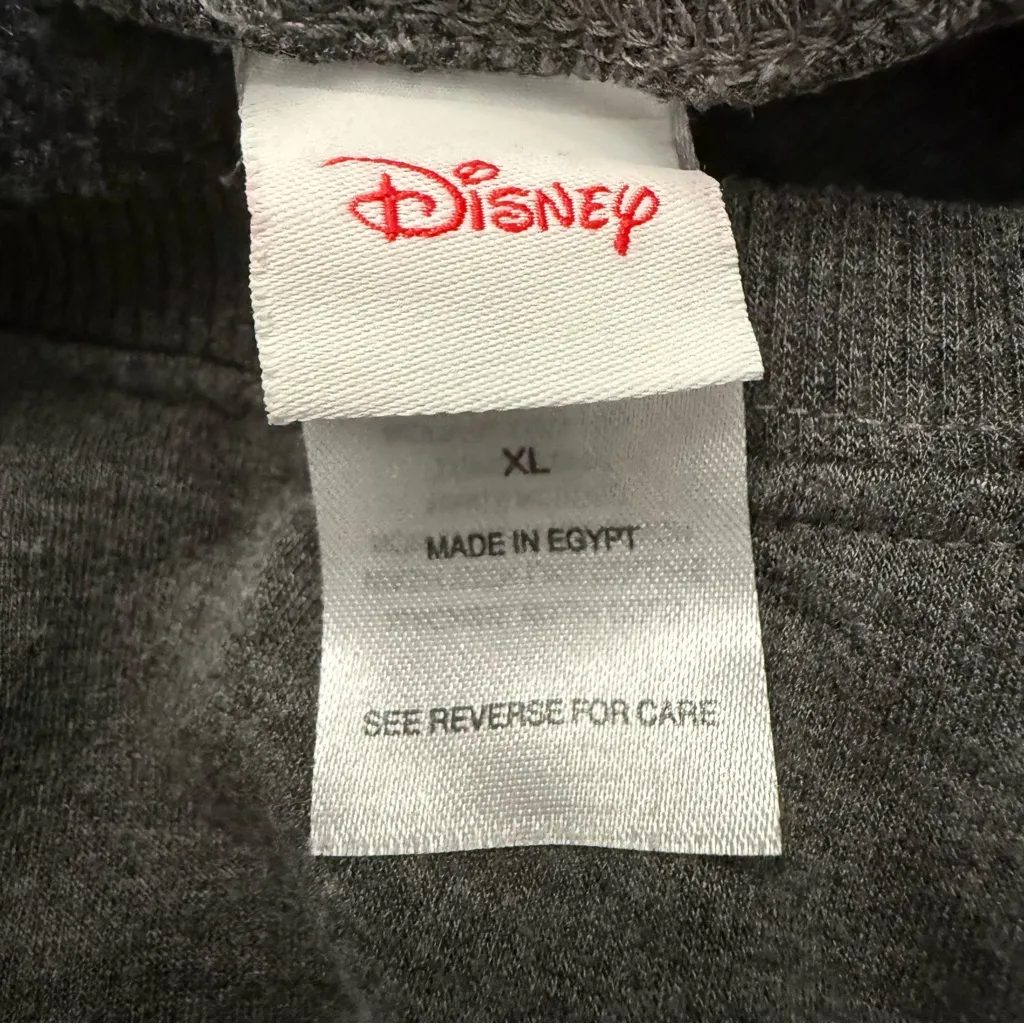 Disney
XL
MADE IN EGYPT
SEE REVERSE FOR CARE